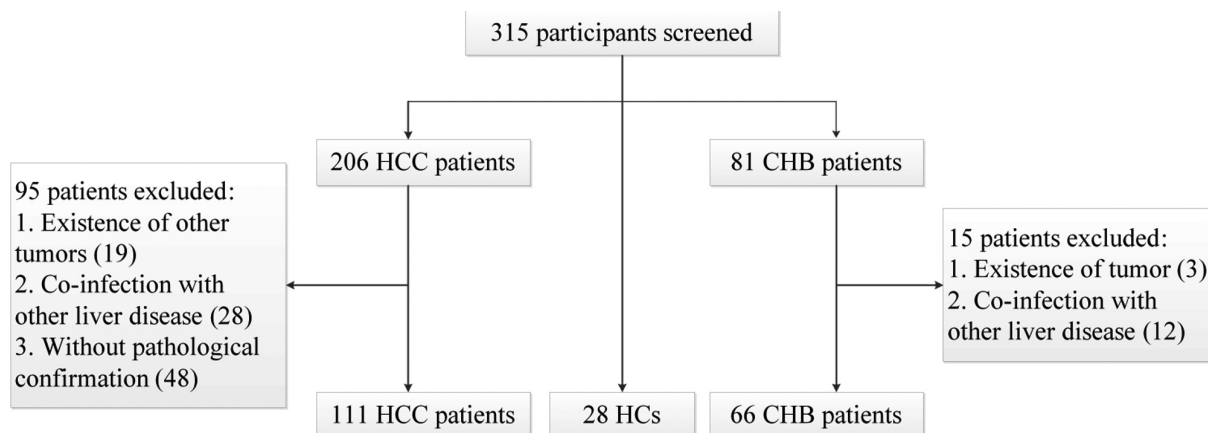 315 participants screened
206 HCC patients
81 CHB patients
95 patients excluded:
1. Existence of other
tumors (19)
2. Co-infection with
other liver disease (28)
3. Without pathological
confirmation (48)
15 patients excluded:
1. Existence of tumor (3)
2. Co-infection with
other liver disease (12)
111 HCC patients
28 HCs
66 CHB patients